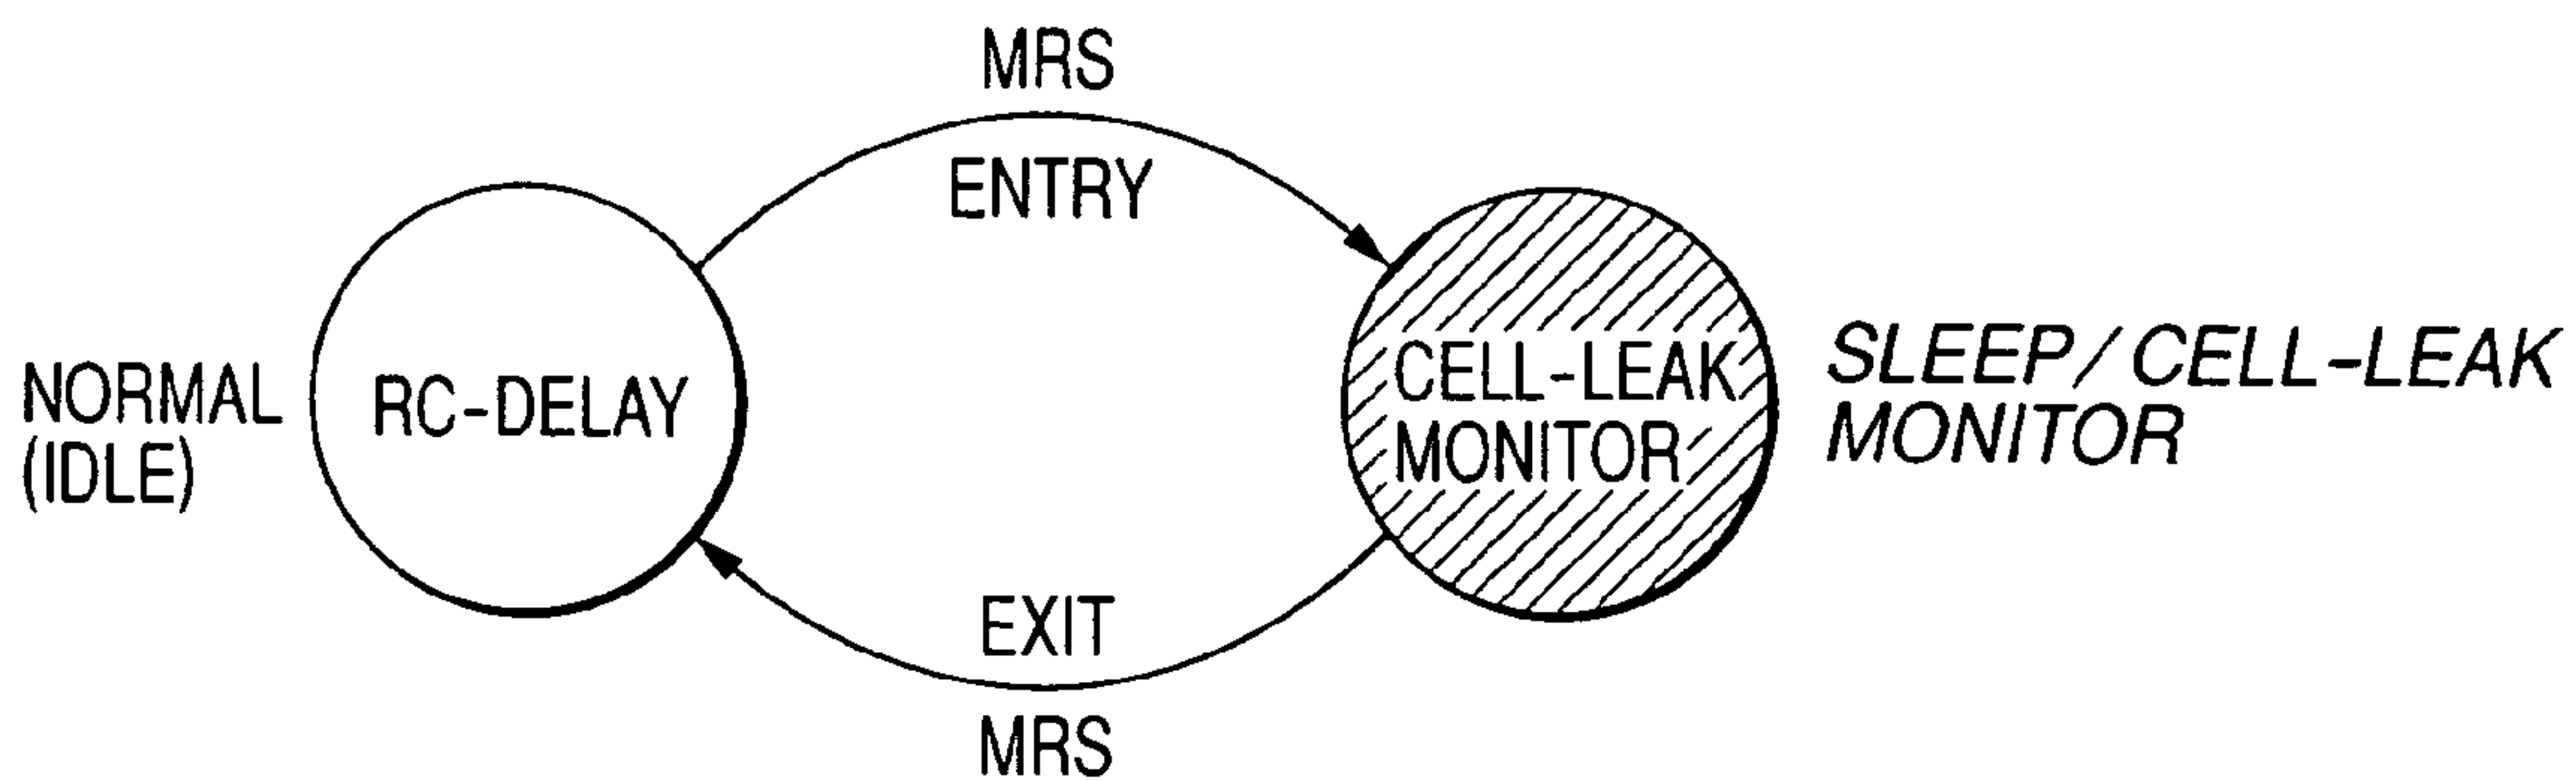 MRS
ENTRY
NORMAL
(IDLE)
RC-DELAY
CELL-LEAK
MONITOR
SLEEP/CELL-LEAK
MONITOR
EXIT
MRS